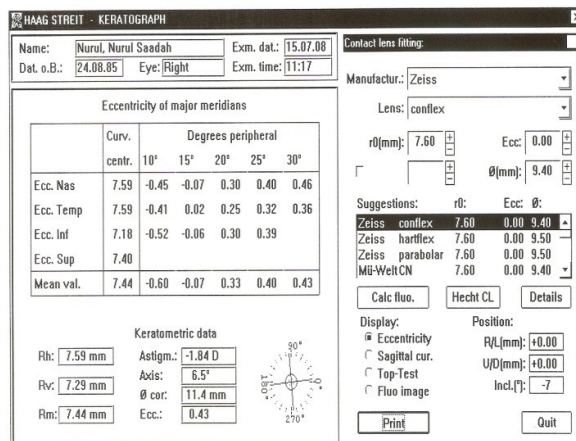 HAAG STREIT - KERATOGRAPH
Name: Nurul, Nurul Saadah Exm. dat.: 15.07.08
Dat. o.B.: 24.08.85 Eye: Right Exm. time: 11:17
Eccentricity of major meridians
Curv. Degrees peripheral
centr. 10° 15° 20° 25° 30°
Ecc. Nas 7.59 -0.45 -0.07 0.30 0.40 0.46
Ecc. Temp 7.59 -0.41 0.02 0.25 0.32 0.36
Ecc. Inf 7.18 -0.52 -0.06 0.30 0.39
Ecc. Sup 7.40
Mean val. 7.44 -0.60 -0.07 0.33 0.40 0.43
Keratometric data
Rh: 7.59 mm Astigm.: -1.84 D
Axis: 6.5°
Rv: 7.29 mm Ø cor: 11.4 mm
Rm: 7.44 mm Ecc.: 0.43
90°
180° 0°
270°
Contact lens fitting:
Manufactur.: Zeiss
Lens: conflex
r0(mm): 7.60 Ecc: 0.00
Ø(mm): 9.40
Suggestions: r0: Ecc: Ø:
Zeiss conflex 7.60 0.00 9.40
Zeiss hartflex 7.60 0.00 9.50
Zeiss parabolar 7.60 0.00 9.50
Mü-Welt CN 7.60 0.00 9.40
Calc fluo. Hecht CL Details
Display: Position:
Eccentricity R/L(mm): +0.00
Sagittal cur. U/D(mm): +0.00
Top-Test Incl.(°): -7
Fluo image
Print Quit